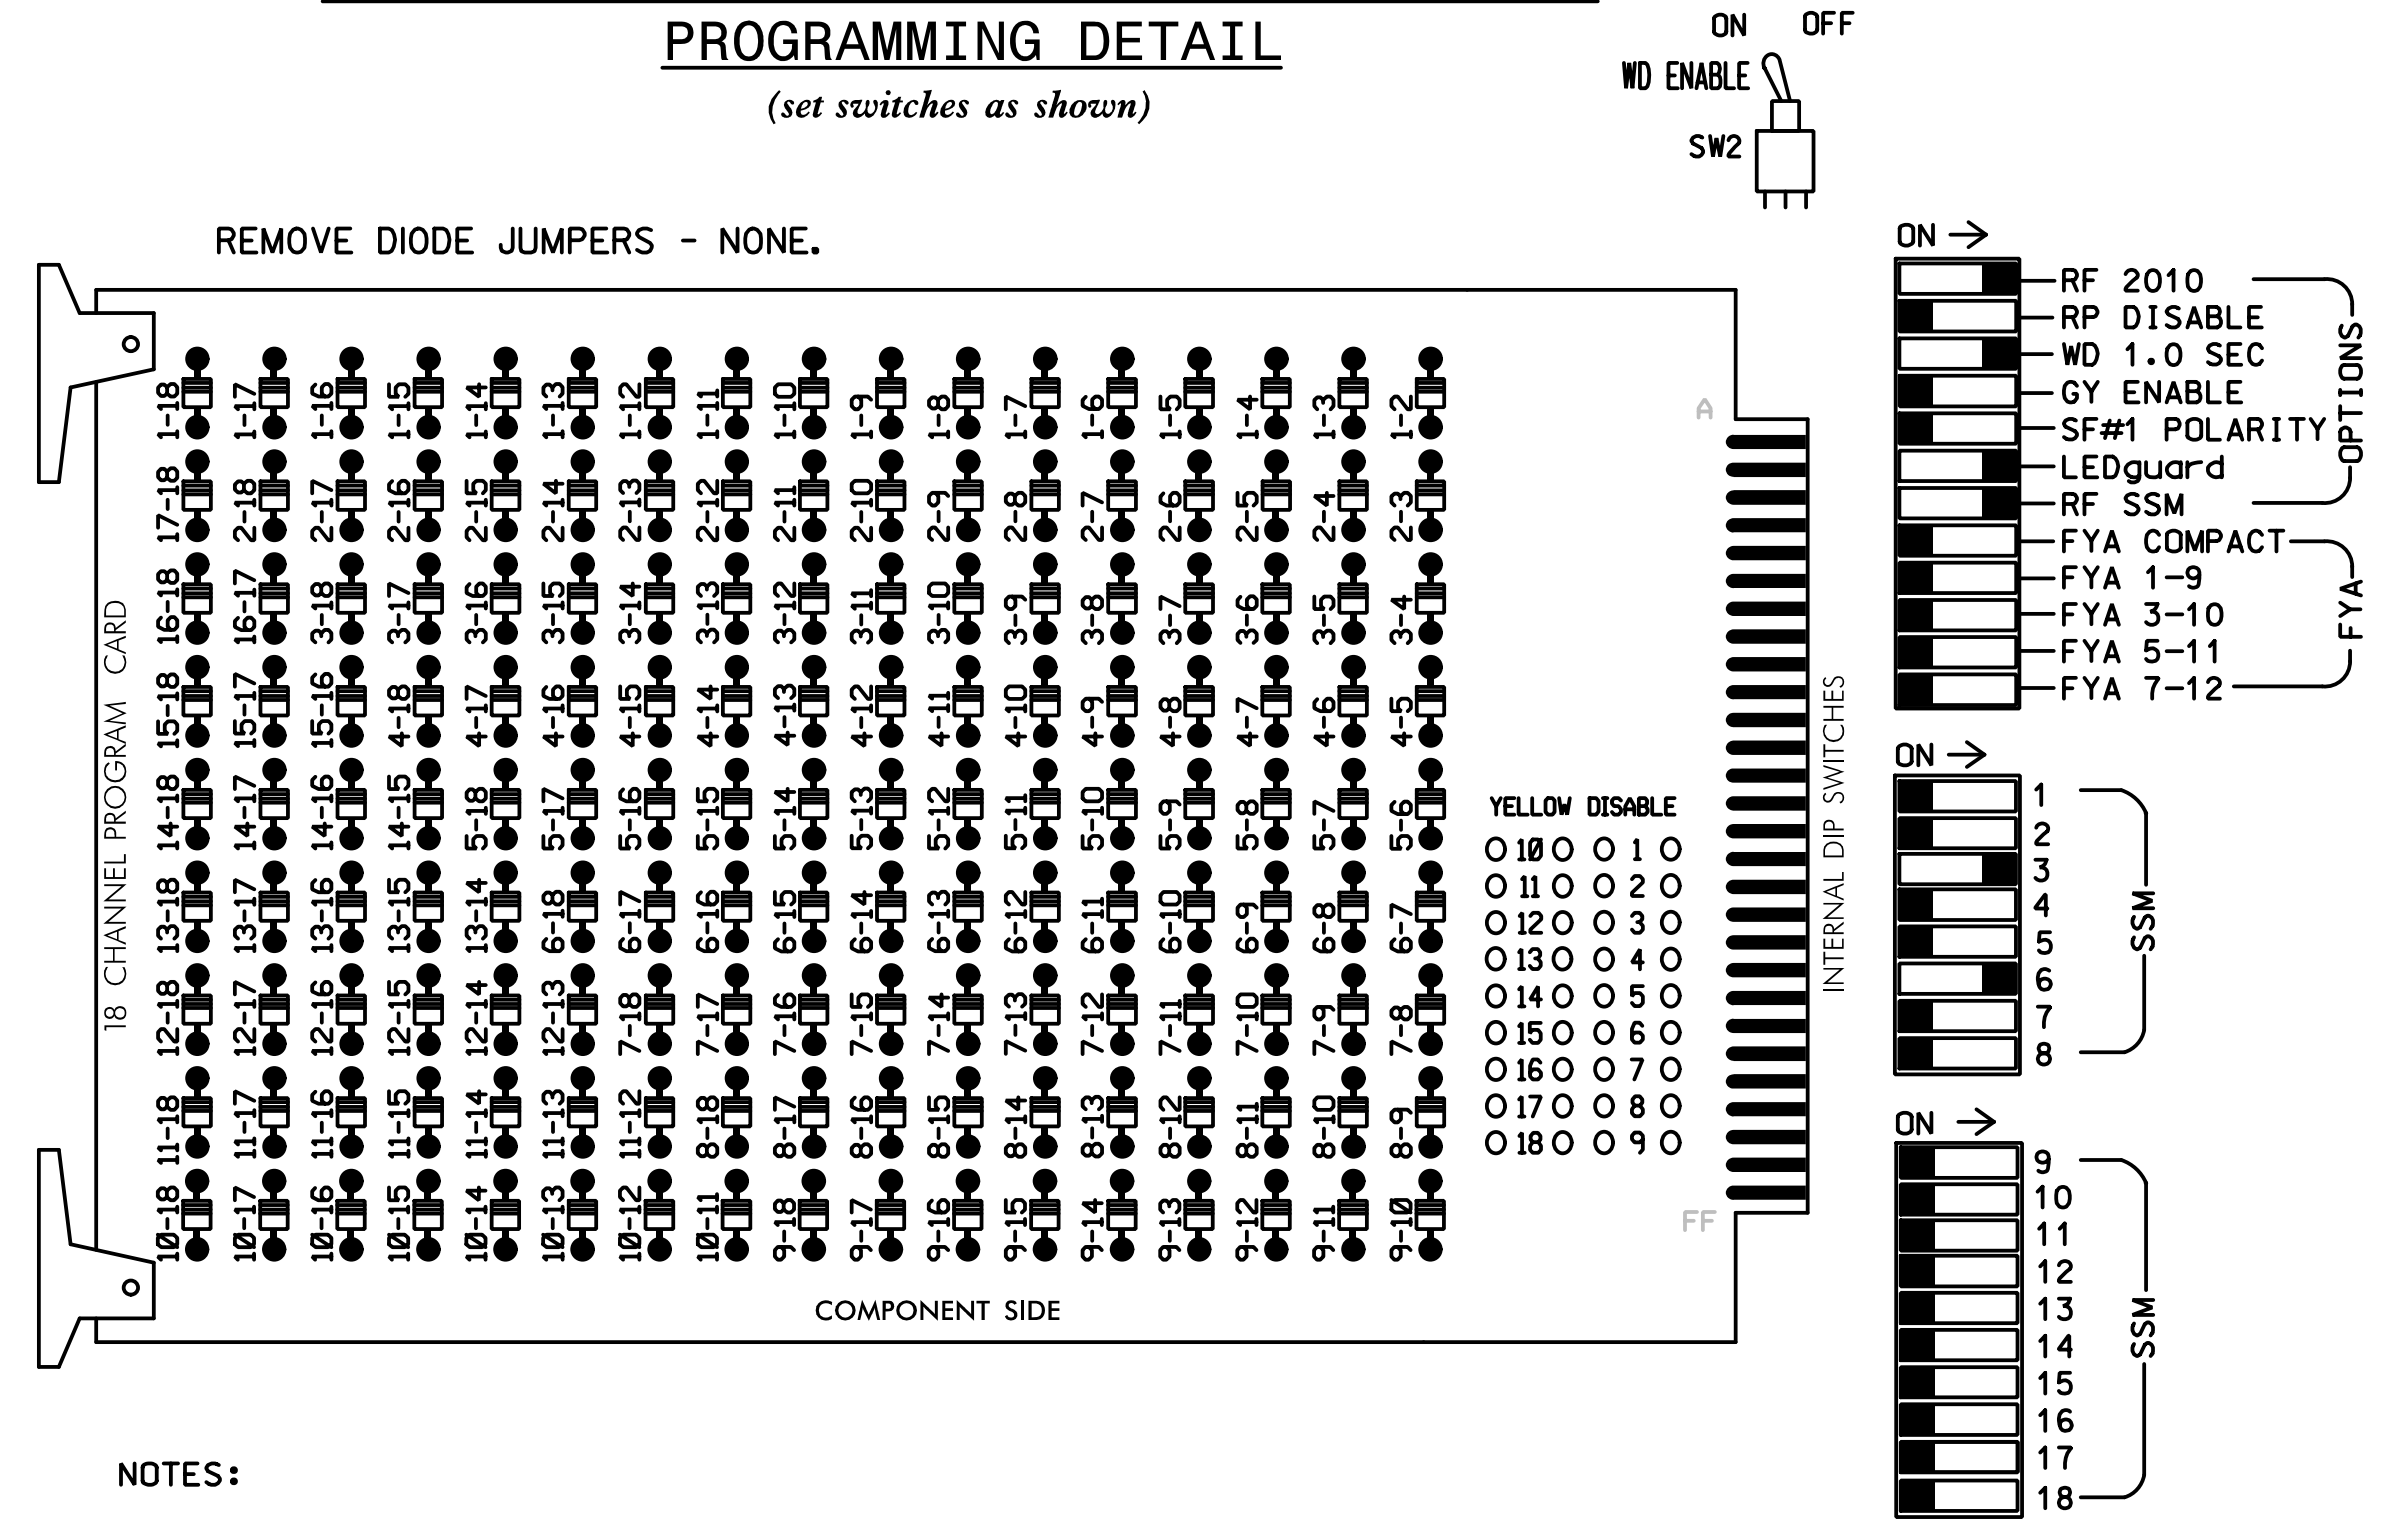 PROGRAMMING DETAIL
(set switches as shown)
ON OFF
WD ENABLE
SW2
REMOVE DIODE JUMPERS - NONE.
18 CHANNEL PROGRAM CARD
1-18 1-17 1-16 1-15 1-14 1-13 1-12 1-11 1-10 1-9 1-8 1-7 1-6 1-5 1-4 1-3 1-2
17-18 2-18 2-17 2-16 2-15 2-14 2-13 2-12 2-11 2-10 2-9 2-8 2-7 2-6 2-5 2-4 2-3
16-18 16-17 3-18 3-17 3-16 3-15 3-14 3-13 3-12 3-11 3-10 3-9 3-8 3-7 3-6 3-5 3-4
15-18 15-17 15-16 4-18 4-17 4-16 4-15 4-14 4-13 4-12 4-11 4-10 4-9 4-8 4-7 4-6 4-5
14-18 14-17 14-16 14-15 5-18 5-17 5-16 5-15 5-14 5-13 5-12 5-11 5-10 5-9 5-8 5-7 5-6
13-18 13-17 13-16 13-15 13-14 6-18 6-17 6-16 6-15 6-14 6-13 6-12 6-11 6-10 6-9 6-8 6-7
12-18 12-17 12-16 12-15 12-14 12-13 7-18 7-17 7-16 7-15 7-14 7-13 7-12 7-11 7-10 7-9 7-8
11-18 11-17 11-16 11-15 11-14 11-13 11-12 8-18 8-17 8-16 8-15 8-14 8-13 8-12 8-11 8-10 8-9
10-18 10-17 10-16 10-15 10-14 10-13 10-12 10-11 9-18 9-17 9-16 9-15 9-14 9-13 9-12 9-11 9-10
COMPONENT SIDE
A
FF
YELLOW DISABLE
10 1
11 2
12 3
13 4
14 5
15 6
16 7
17 8
18 9
INTERNAL DIP SWITCHES
ON →
RF 2010
RP DISABLE
WD 1.0 SEC
GY ENABLE
SF#1 POLARITY
LEDguard
RF SSM
OPTIONS
FYA COMPACT
FYA 1-9
FYA 3-10
FYA 5-11
FYA 7-12
FYA
ON →
1
2
3
4
5
6
7
8
SSM
ON →
9
10
11
12
13
14
15
16
17
18
SSM
NOTES: